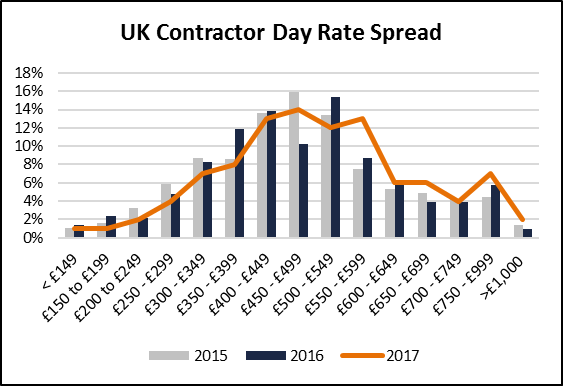 UK Contractor Day Rate Spread
18%
16%
14%
12%
10%
8%
6%
4%
2%
0%
< £149
£150 to £199
£200 to £249
£250 - £299
£300 - £349
£350 - £399
£400 - £449
£450 - £499
£500 - £549
£550 - £599
£600 - £649
£650 - £699
£700 - £749
£750 - £999
>£1,000
2015 2016 2017